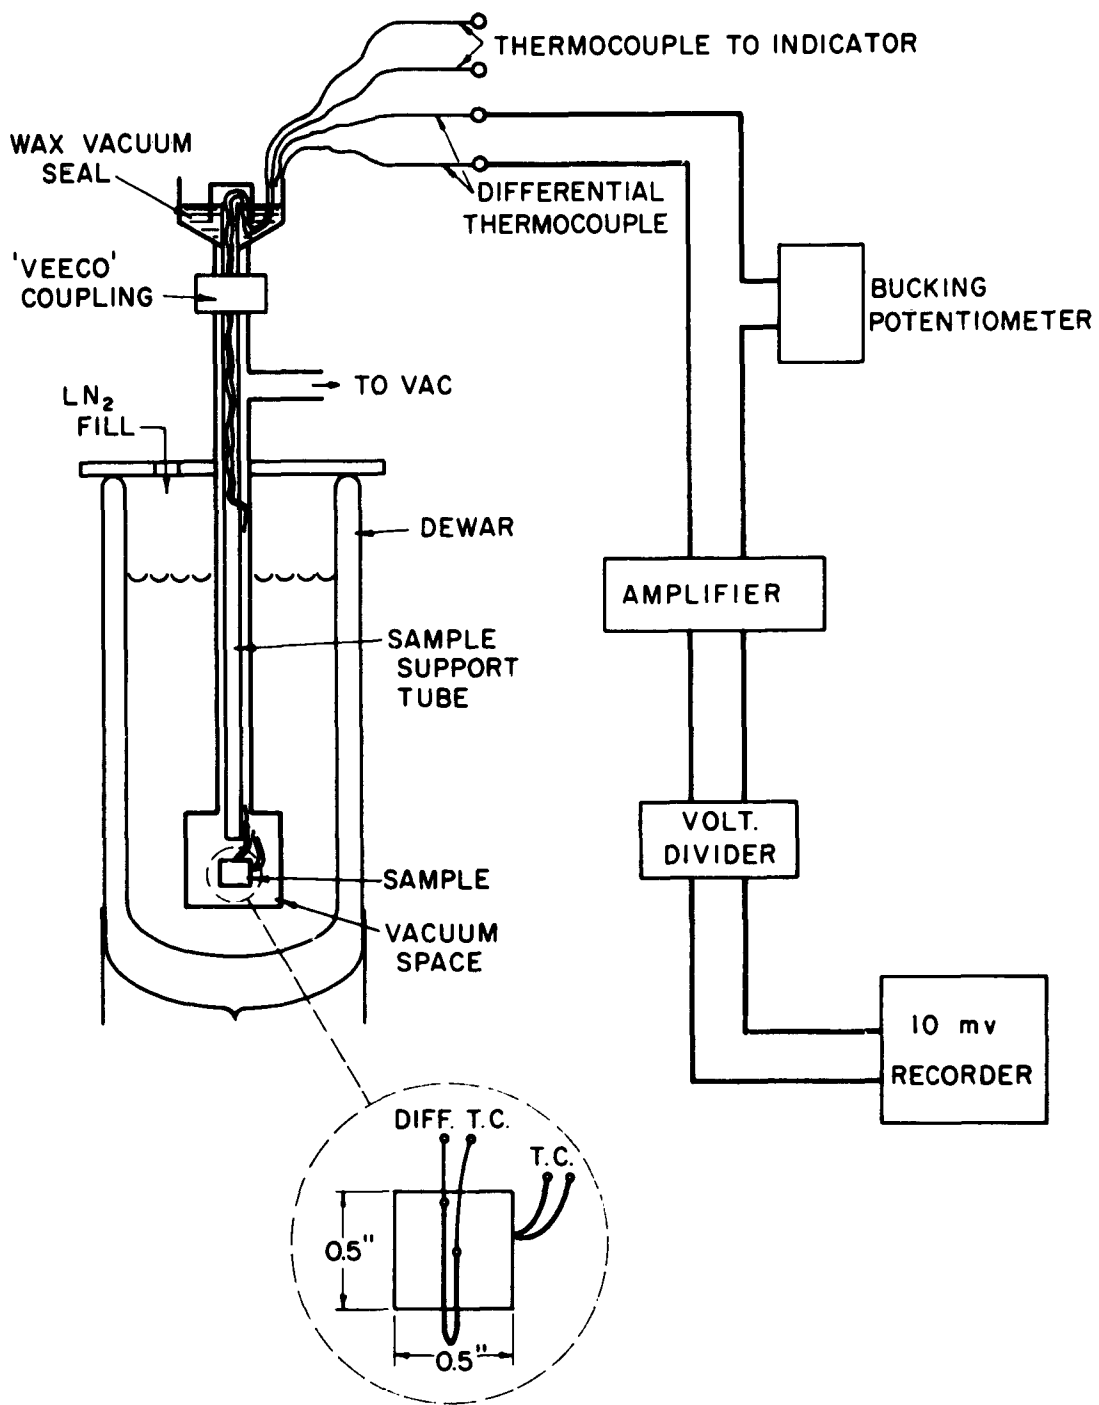 THERMOCOUPLE TO INDICATOR
WAX VACUUM
SEAL
DIFFERENTIAL
THERMOCOUPLE
'VEECO'
COUPLING
BUCKING
POTENTIOMETER
TO VAC
LN₂
FILL
DEWAR
AMPLIFIER
SAMPLE
SUPPORT
TUBE
VOLT.
DIVIDER
SAMPLE
VACUUM
SPACE
10 mv
RECORDER
DIFF. T.C.
T.C.
0.5"
0.5"